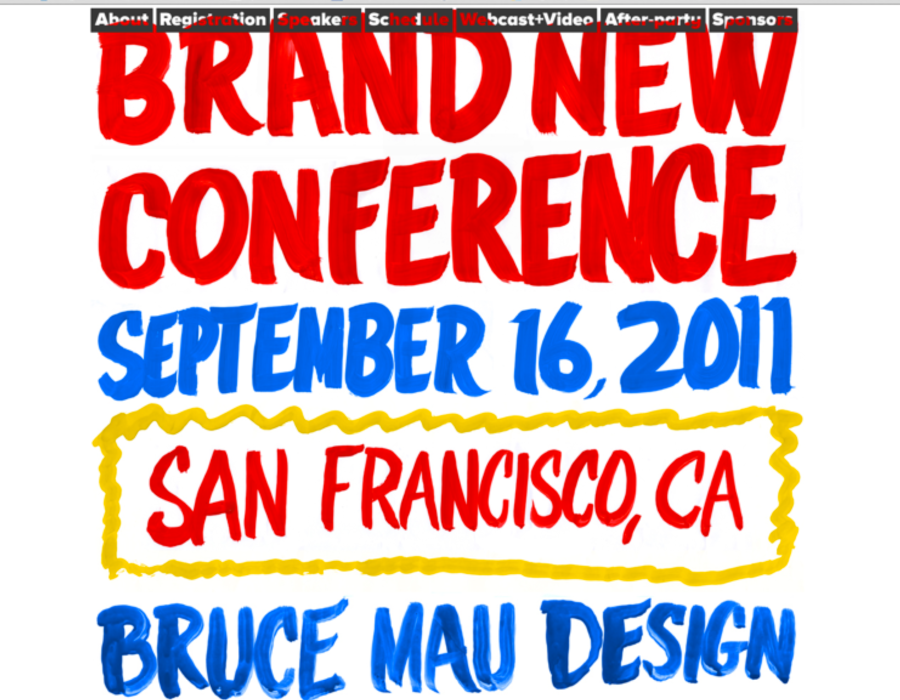 About Registration Speakers Schedule Webcast+Video After-party Sponsors
BRAND NEW
CONFERENCE
SEPTEMBER 16, 2011
SAN FRANCISCO, CA
BRUCE MAU DESIGN